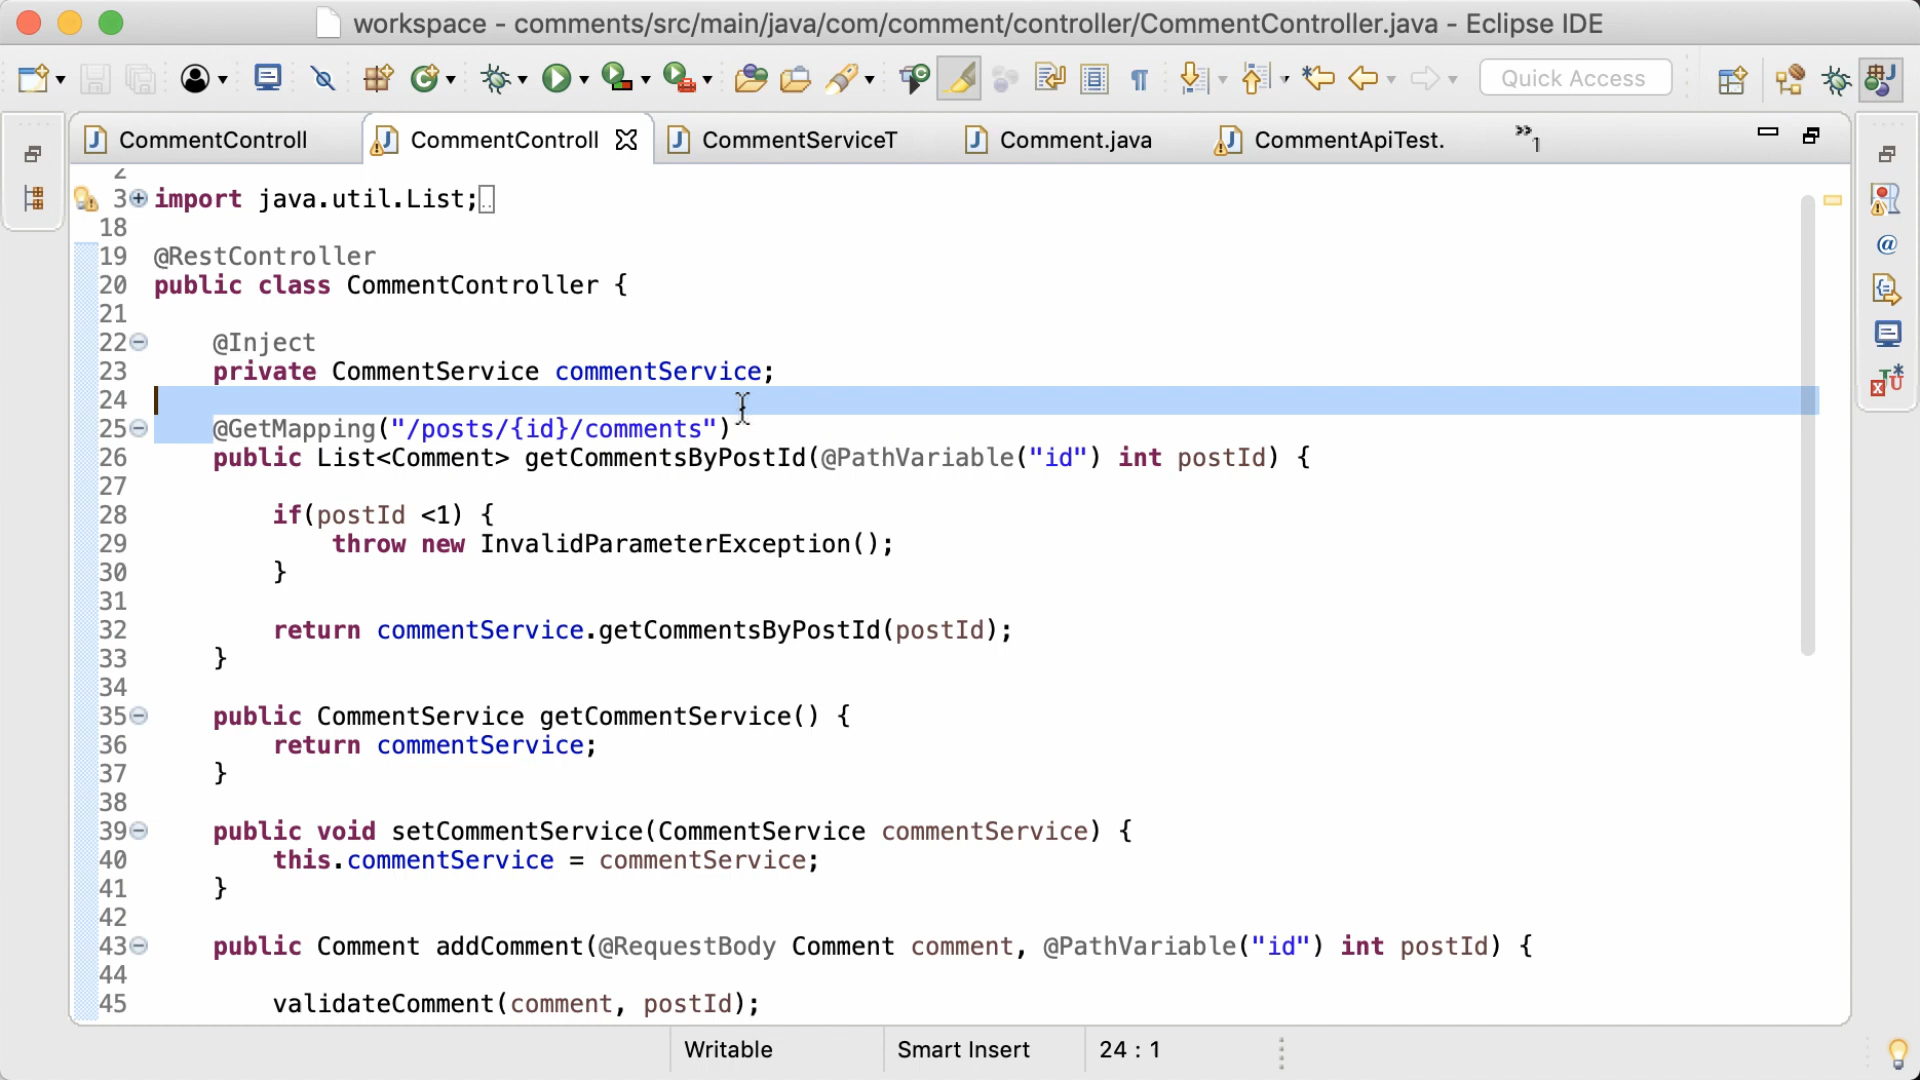 workspace - comments/src/main/java/com/comment/controller/CommentController.java - Eclipse IDE
Quick Access
CommentControll
CommentControll
CommentServiceT
Comment.java
CommentApiTest.
»1
2
3 import java.util.List;
18
19 @RestController
20 public class CommentController {
21
22 @Inject
23 private CommentService commentService;
24
25 @GetMapping("/posts/{id}/comments")
26 public List<Comment> getCommentsByPostId(@PathVariable("id") int postId) {
27
28 if(postId <1) {
29 throw new InvalidParameterException();
30 }
31
32 return commentService.getCommentsByPostId(postId);
33 }
34
35 public CommentService getCommentService() {
36 return commentService;
37 }
38
39 public void setCommentService(CommentService commentService) {
40 this.commentService = commentService;
41 }
42
43 public Comment addComment(@RequestBody Comment comment, @PathVariable("id") int postId) {
44
45 validateComment(comment, postId);
Writable
Smart Insert
24 : 1